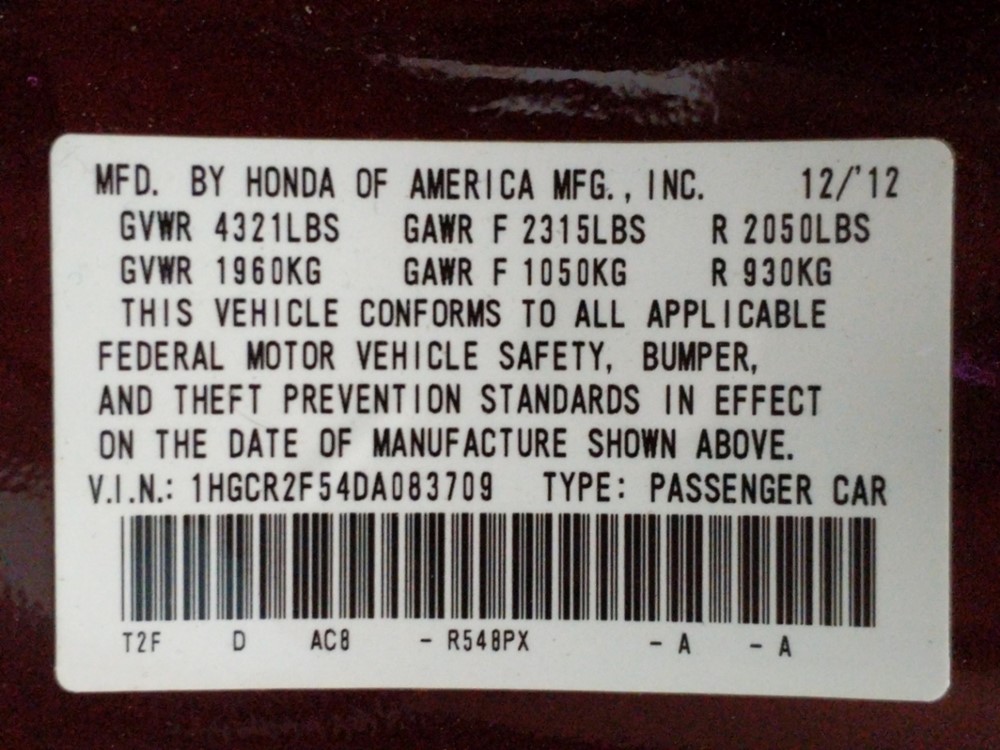 MFD. BY HONDA OF AMERICA MFG., INC. 12/'12
GVWR 4321LBS GAWR F 2315LBS R 2050LBS
GVWR 1960KG GAWR F 1050KG R 930KG
THIS VEHICLE CONFORMS TO ALL APPLICABLE
FEDERAL MOTOR VEHICLE SAFETY, BUMPER,
AND THEFT PREVENTION STANDARDS IN EFFECT
ON THE DATE OF MANUFACTURE SHOWN ABOVE.
V.I.N.: 1HGCR2F54DA083709 TYPE: PASSENGER CAR
T2F D AC8 - R548PX - A - A